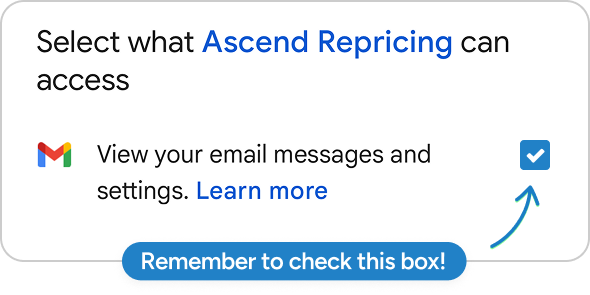 Select what Ascend Repricing can
access
View your email messages and
settings. Learn more
Remember to check this box!